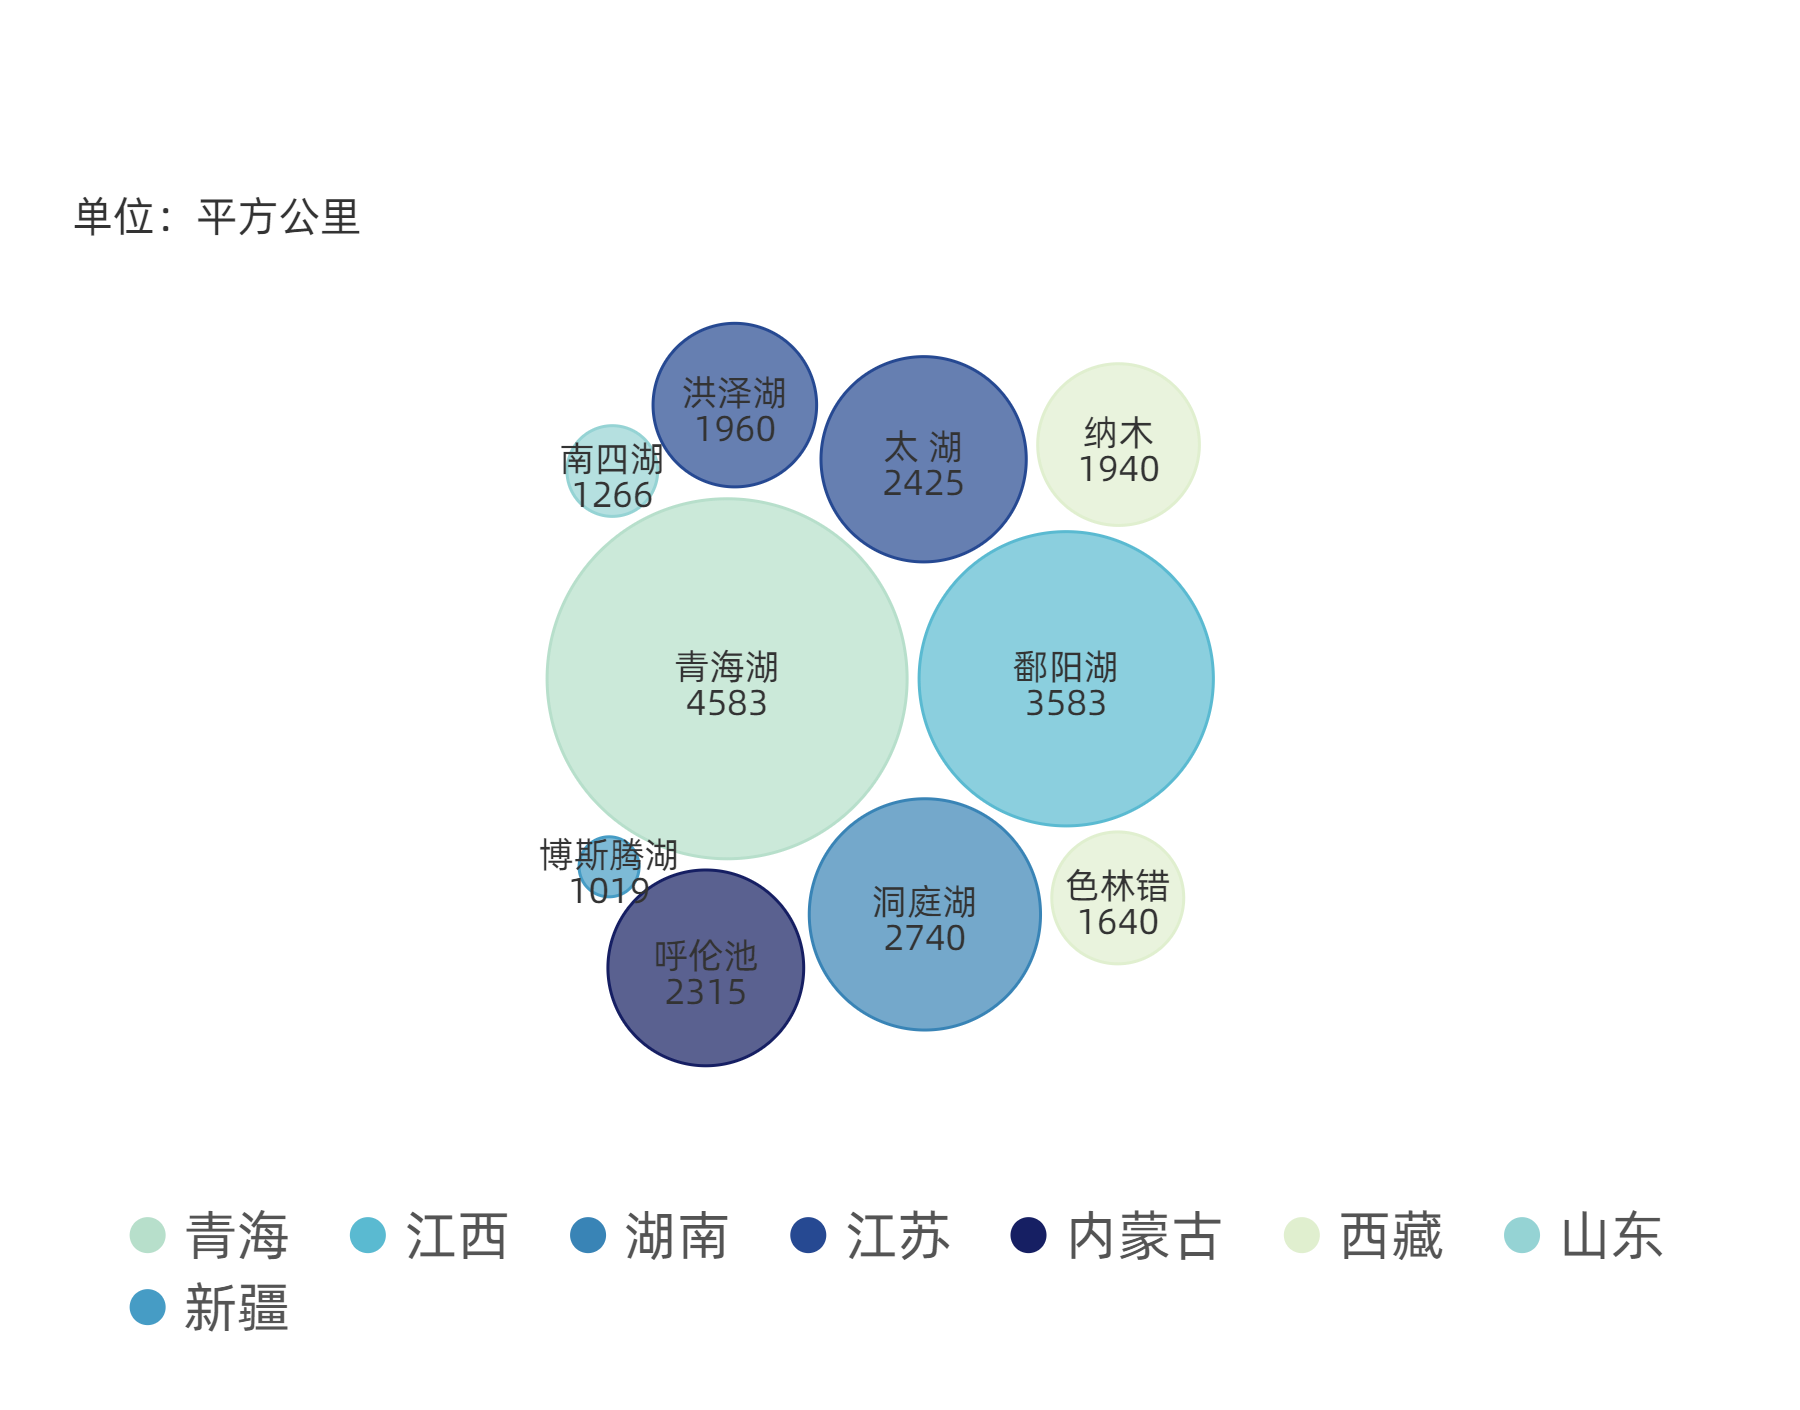 单位：平方公里
洪泽湖
1960
太 湖
2425
纳木
1940
南四湖
1266
青海湖
4583
鄱阳湖
3583
博斯腾湖
1019
呼伦池
2315
洞庭湖
2740
色林错
1640
青海
江西
湖南
江苏
内蒙古
西藏
山东
新疆